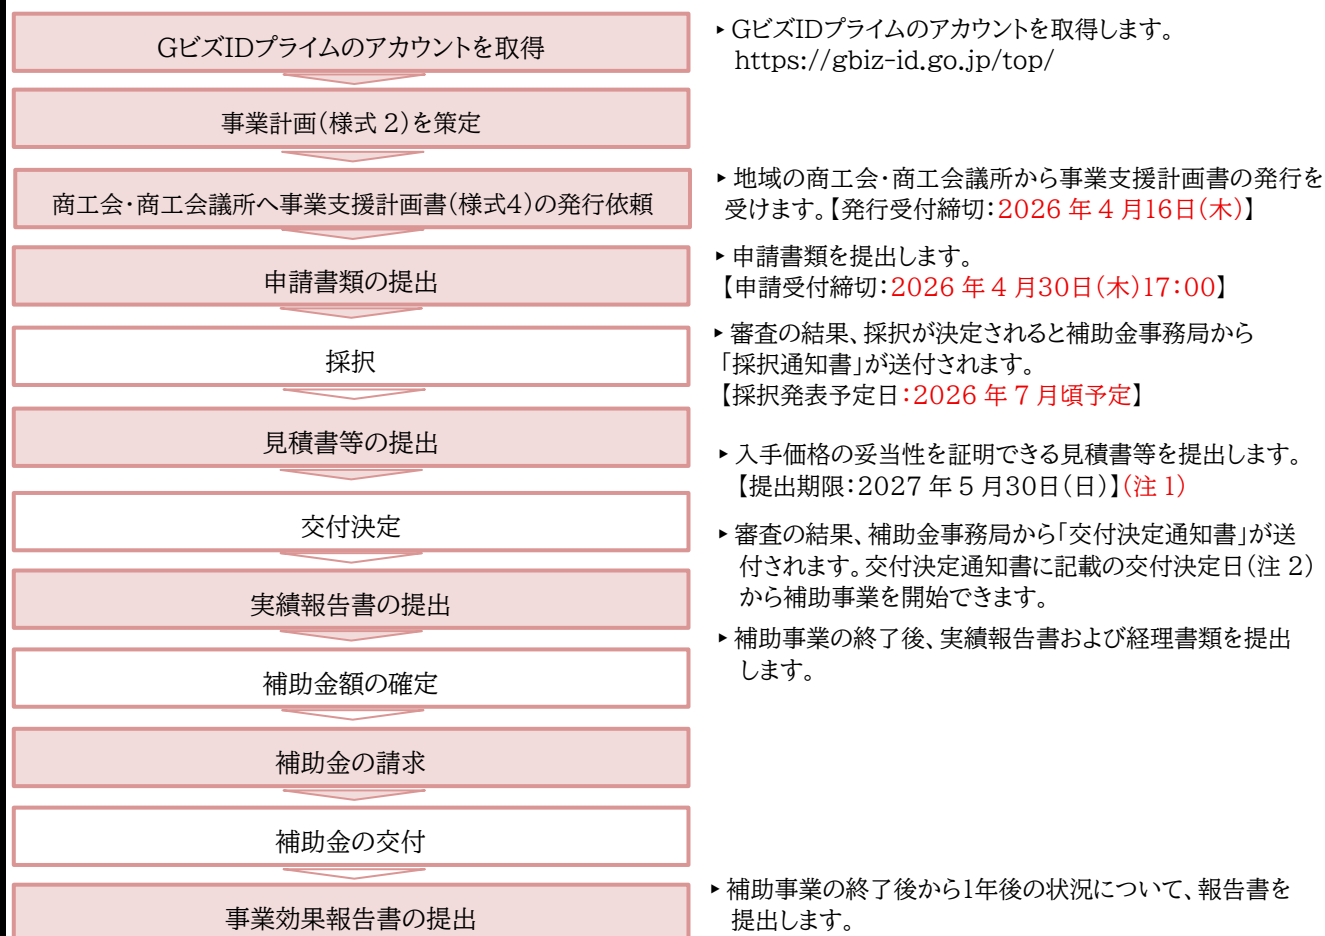 GビズIDプライムのアカウントを取得
▸ GビズIDプライムのアカウントを取得します。
https://gbiz-id.go.jp/top/
事業計画(様式 2)を策定
商工会・商工会議所へ事業支援計画書(様式4)の発行依頼
▸ 地域の商工会・商工会議所から事業支援計画書の発行を
受けます。【発行受付締切:2026 年 4 月16日(木)】
申請書類の提出
▸ 申請書類を提出します。
【申請受付締切:2026 年 4 月30日(木)17:00】
採択
▸ 審査の結果、採択が決定されると補助金事務局から
「採択通知書」が送付されます。
【採択発表予定日:2026 年 7 月頃予定】
見積書等の提出
▸ 入手価格の妥当性を証明できる見積書等を提出します。
【提出期限:2027 年 5 月30日(日)】(注 1)
交付決定
▸ 審査の結果、補助金事務局から「交付決定通知書」が送
付されます。交付決定通知書に記載の交付決定日(注 2)
から補助事業を開始できます。
実績報告書の提出
▸ 補助事業の終了後、実績報告書および経理書類を提出
します。
補助金額の確定
補助金の請求
補助金の交付
事業効果報告書の提出
▸ 補助事業の終了後から1年後の状況について、報告書を
提出します。